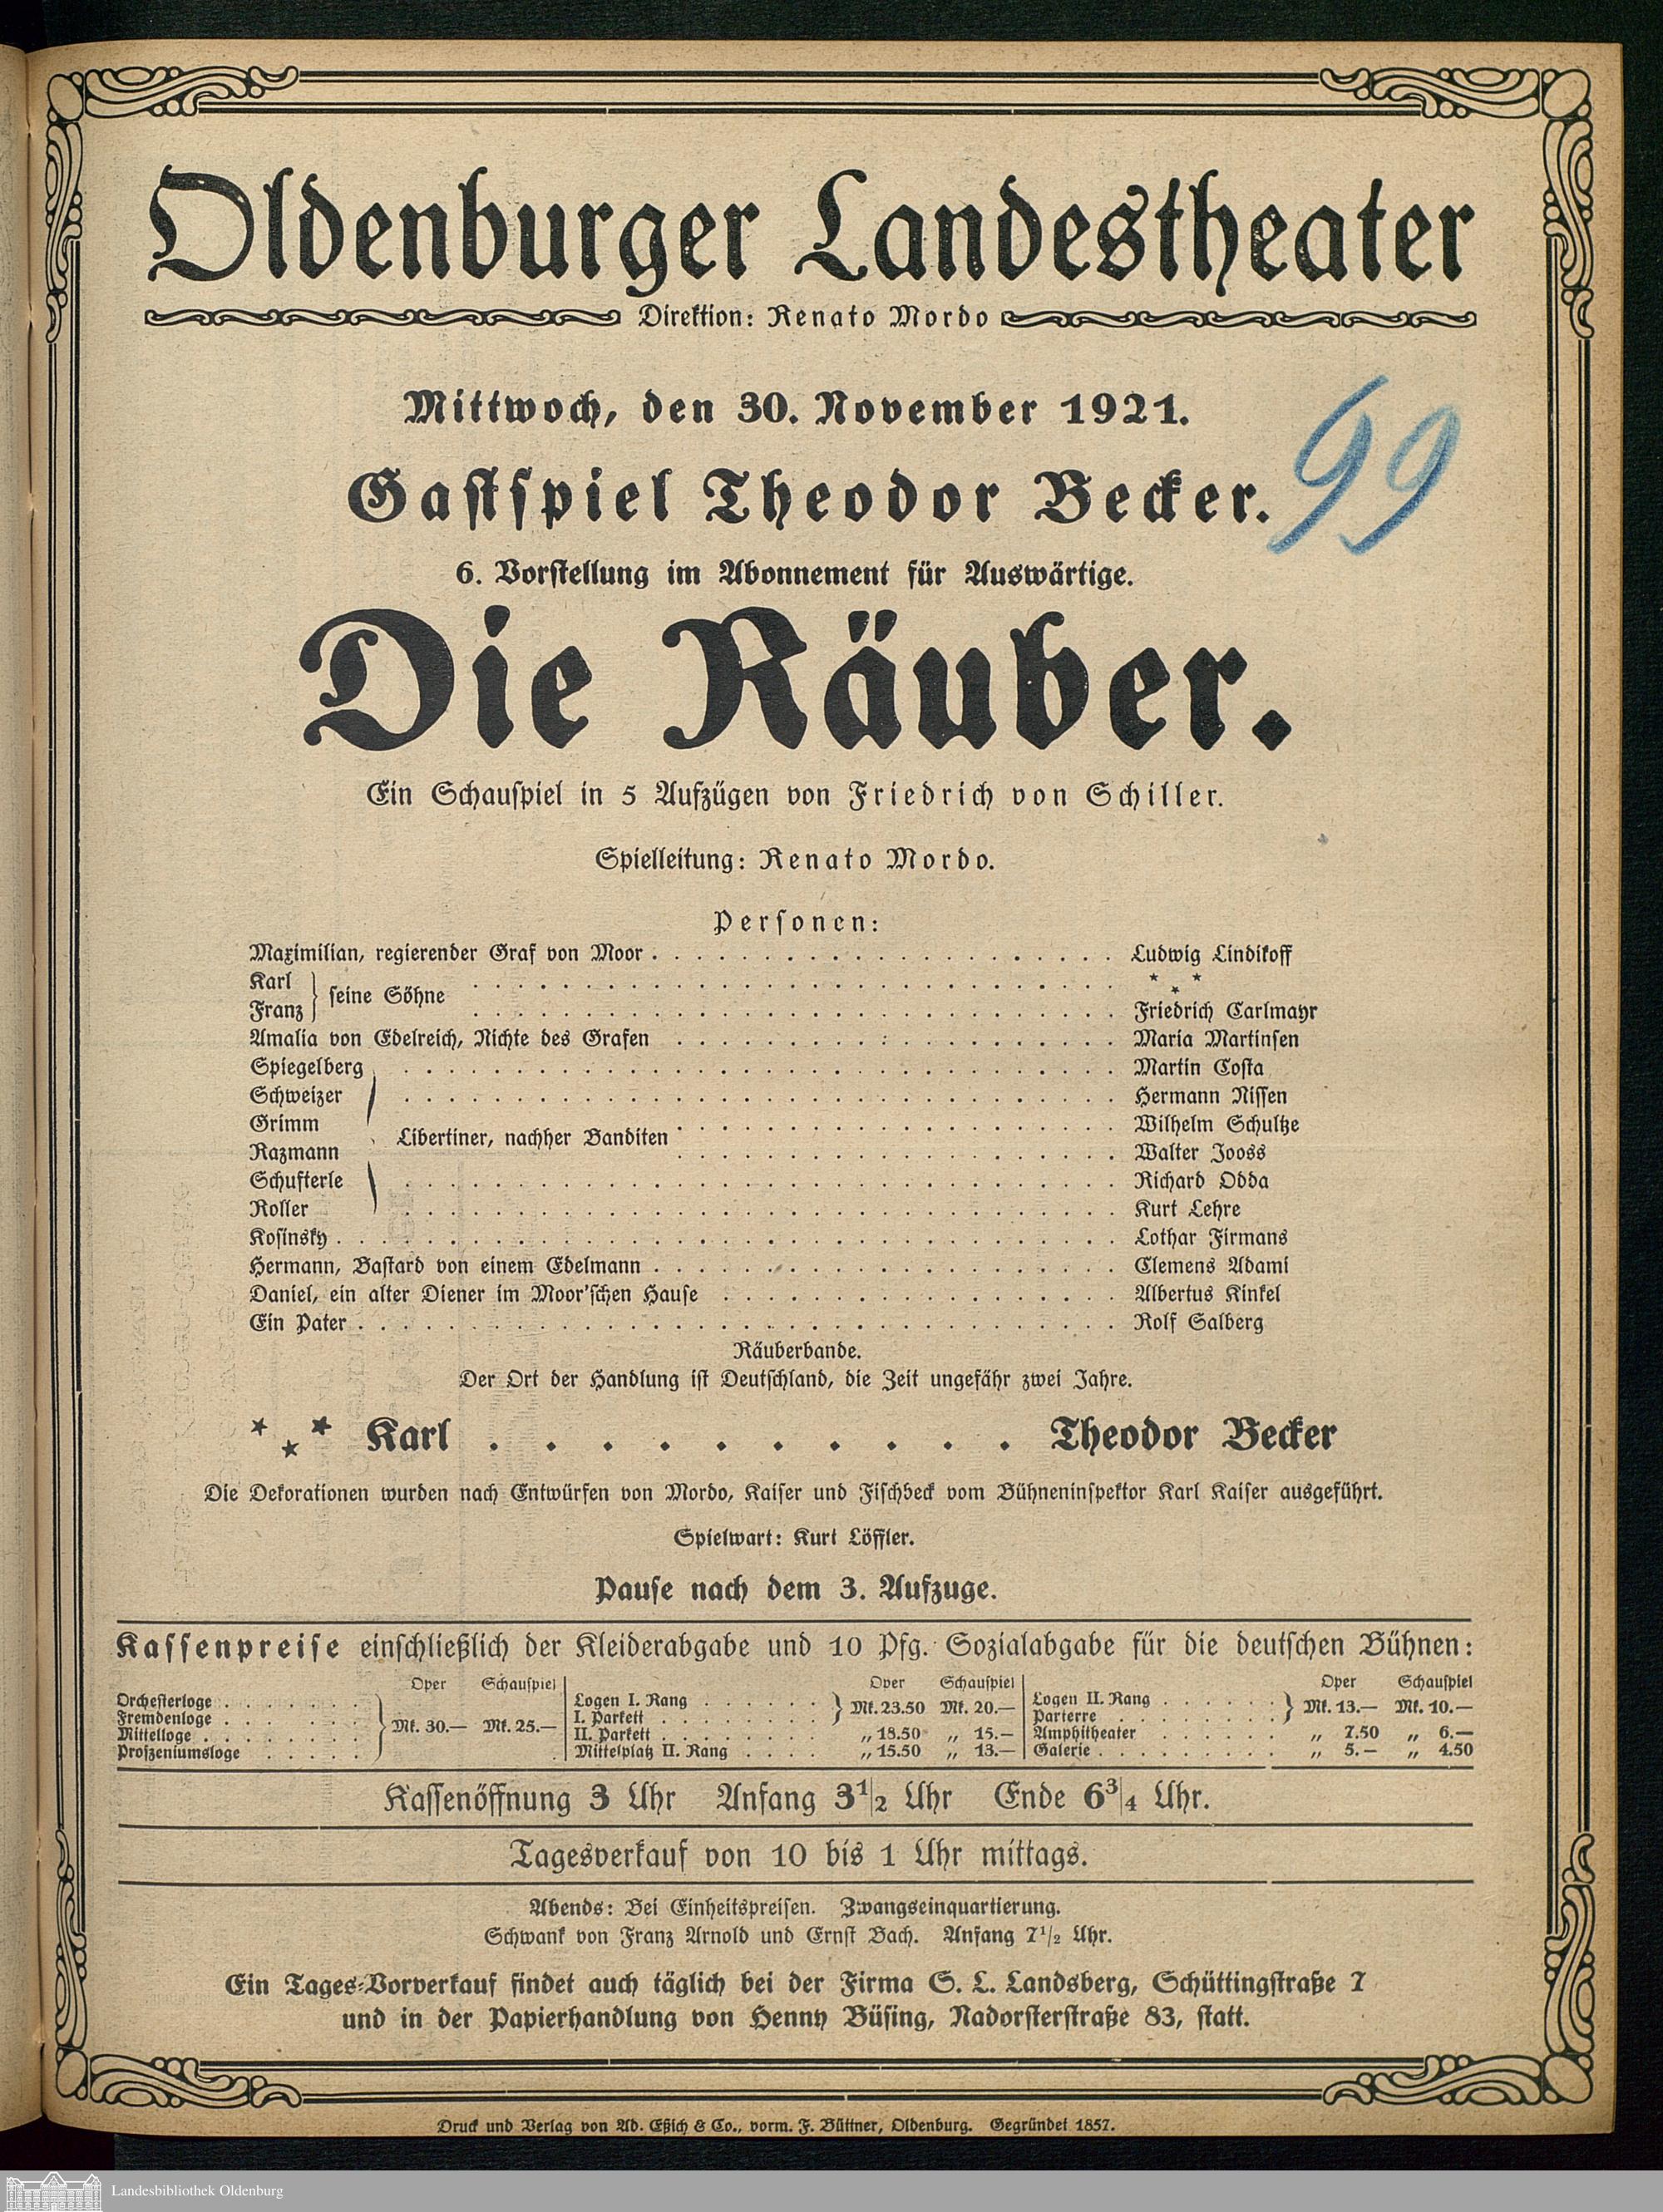 Oldenburger Landestheater
Direktion: Renato Mordo
Mittwoch, den 30. November 1921.
99
Gastspiel Theodor Becker.
6. Vorstellung im Abonnement für Auswärtige.
Die Räuber.
Ein Schauspiel in 5 Aufzügen von Friedrich von Schiller.
Spielleitung: Renato Mordo.
Personen:
Maximilian, regierender Graf von Moor . . . . . Ludwig Lindikoff
Karl } seine Söhne . . . . . * * *
Franz } . . . . . Friedrich Carlmayr
Amalia von Edelreich, Nichte des Grafen . . . . . Maria Martinsen
Spiegelberg . . . . . Martin Costa
Schweizer . . . . . Hermann Nissen
Grimm . . . . . Wilhelm Schultze
Libertiner, nachher Banditen
Razmann . . . . . Walter Jooss
Schufterle . . . . . Richard Odda
Roller . . . . . Kurt Lehre
Kosinsky . . . . . Lothar Firmans
Hermann, Bastard von einem Edelmann . . . . . Clemens Adami
Daniel, ein alter Diener im Moor'schen Hause . . . . . Albertus Kinkel
Ein Pater . . . . . Rolf Salberg
Räuberbande.
Der Ort der Handlung ist Deutschland, die Zeit ungefähr zwei Jahre.
* * * Karl . . . . . . . . . . Theodor Becker
Die Dekorationen wurden nach Entwürfen von Mordo, Kaiser und Fischbeck vom Bühneninspektor Karl Kaiser ausgeführt.
Spielwart: Kurt Löffler.
Pause nach dem 3. Aufzuge.
Kassenpreise einschließlich der Kleiderabgabe und 10 Pfg. Sozialabgabe für die deutschen Bühnen:
Oper Schauspiel
Orchesterloge . . . . .
Fremdenloge . . . . .
Mittelloge . . . . .
Proszeniumsloge . . . . .
} Mk. 30.— Mk. 25.—
Oper Schauspiel
Logen I. Rang . . . . .
I. Parkett . . . . .
} Mk. 23.50 Mk. 20.—
II. Parkett . . . . . „ 18.50 „ 15.—
Mittelplatz II. Rang . . . . „ 15.50 „ 13.—
Oper Schauspiel
Logen II. Rang . . . . .
Parterre . . . . .
} Mk. 13.— Mk. 10.—
Amphitheater . . . . . „ 7.50 „ 6.—
Galerie . . . . . „ 5.— „ 4.50
Kassenöffnung 3 Uhr Anfang 3 1/2 Uhr Ende 6 3/4 Uhr.
Tagesverkauf von 10 bis 1 Uhr mittags.
Abends: Bei Einheitspreisen. Zwangseinquartierung.
Schwank von Franz Arnold und Ernst Bach. Anfang 7 1/2 Uhr.
Ein Tages-Vorverkauf findet auch täglich bei der Firma S. L. Landsberg, Schüttingstraße 7
und in der Papierhandlung von Henny Büsing, Nadorsterstraße 83, statt.
Druck und Verlag von Ad. Eßich & Co., vorm. F. Büttner, Oldenburg. Gegründet 1857.
Landesbibliothek Oldenburg